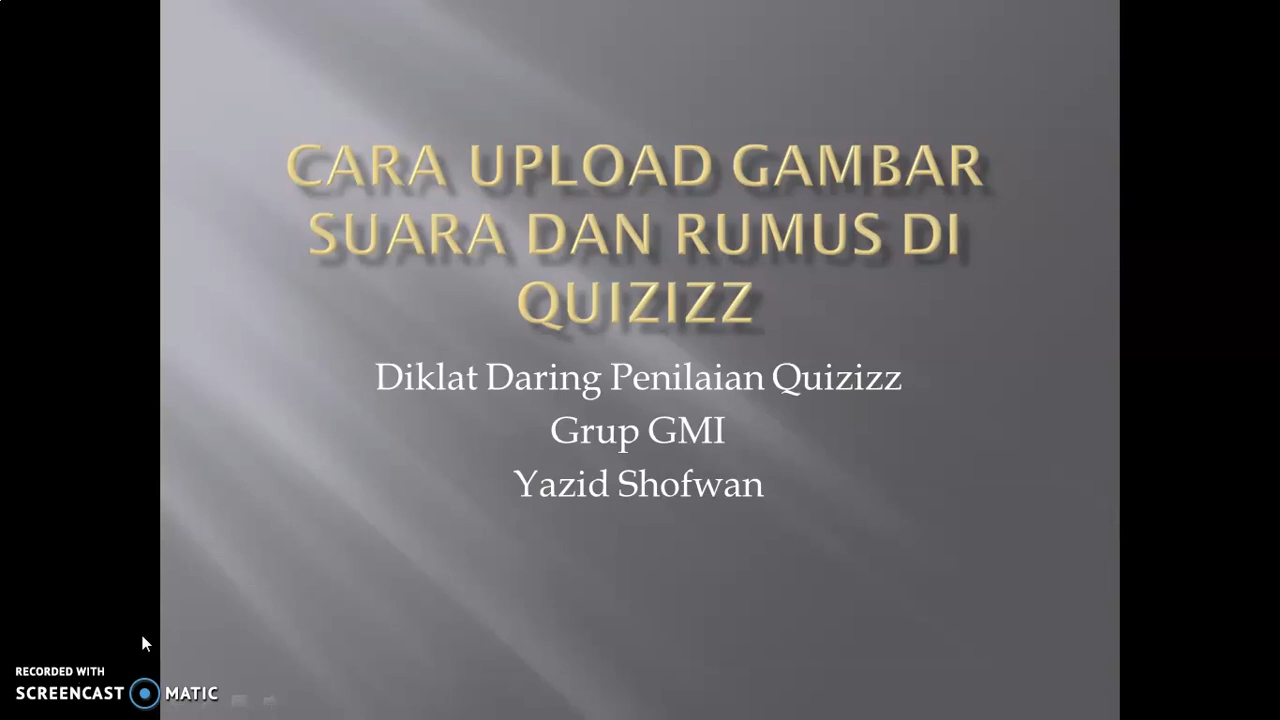 CARA UPLOAD GAMBAR
SUARA DAN RUMUS DI
QUIZIZZ
Diklat Daring Penilaian Quizizz
Grup GMI
Yazid Shofwan
RECORDED WITH
SCREENCAST MATIC